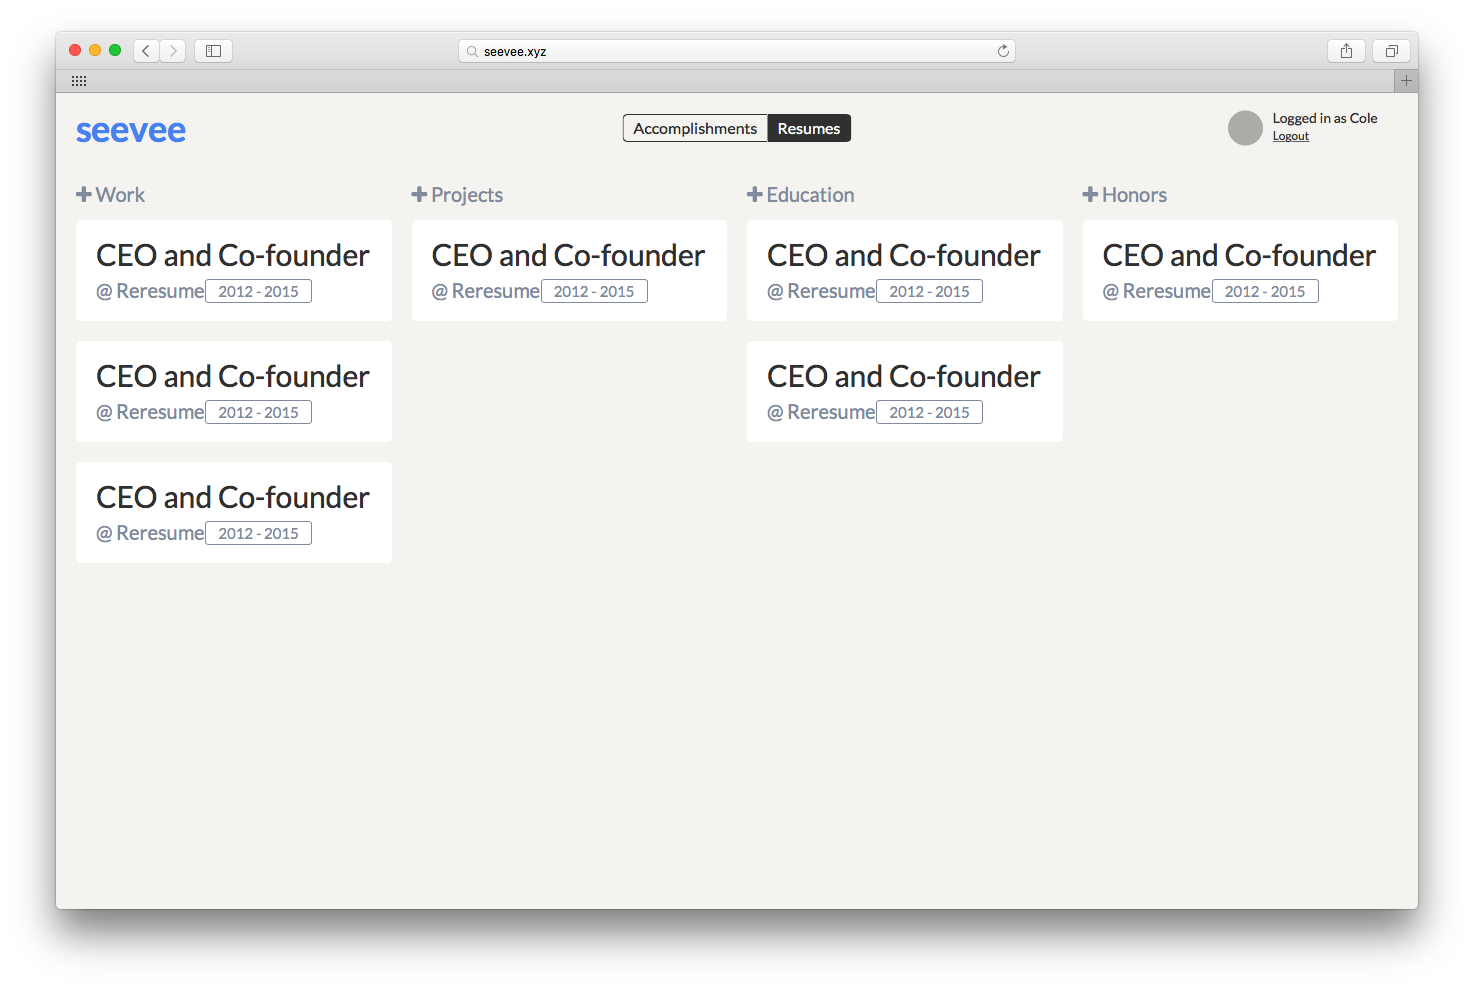 seevee.xyz
seevee
Accomplishments Resumes
Logged in as Cole
Logout
Work
CEO and Co-founder
@ Reresume 2012 - 2015
CEO and Co-founder
@ Reresume 2012 - 2015
CEO and Co-founder
@ Reresume 2012 - 2015
Projects
CEO and Co-founder
@ Reresume 2012 - 2015
Education
CEO and Co-founder
@ Reresume 2012 - 2015
CEO and Co-founder
@ Reresume 2012 - 2015
Honors
CEO and Co-founder
@ Reresume 2012 - 2015